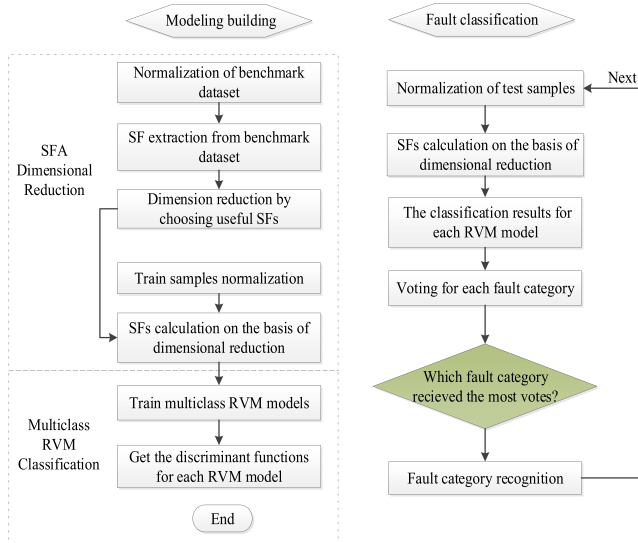 Modeling building
Normalization of benchmark
dataset
SF extraction from benchmark
dataset
SFA
Dimensional
Reduction
Dimension reduction by
choosing useful SFs
Train samples normalization
SFs calculation on the basis of
dimensional reduction
Train multiclass RVM models
Multiclass
RVM
Classification
Get the discriminant functions
for each RVM model
End
Fault classification
Next
Normalization of test samples
SFs calculation on the basis of
dimensional reduction
The classification results for
each RVM model
Voting for each fault category
Which fault category
recieved the most votes?
Fault category recognition